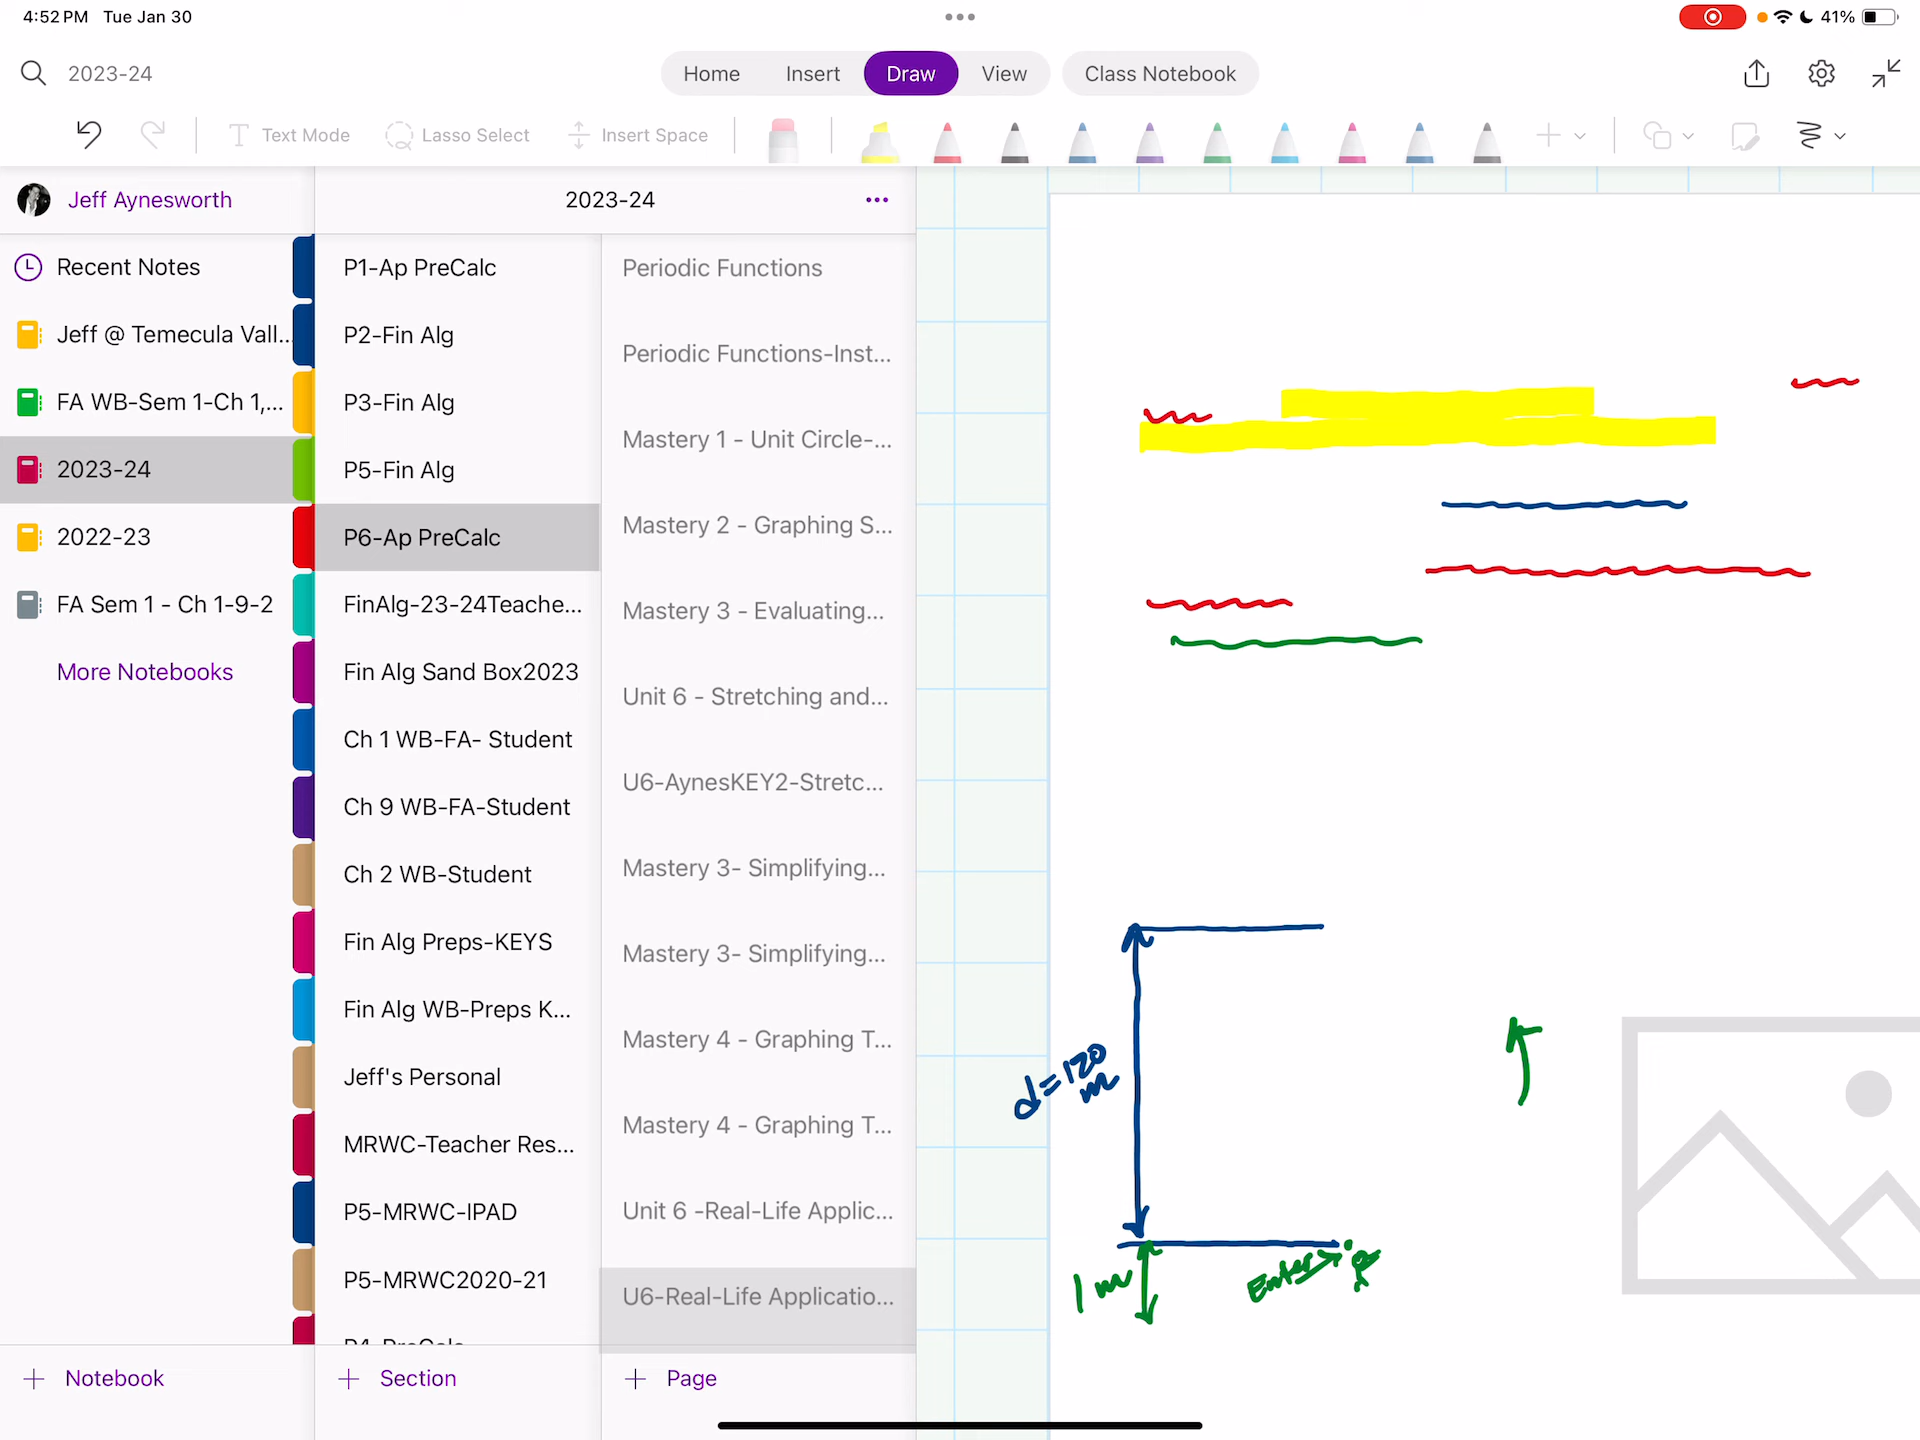 4:52 PM Tue Jan 30
41%
2023-24
Home
Insert
Draw
View
Class Notebook
Text Mode
Lasso Select
Insert Space
Jeff Aynesworth
2023-24
Recent Notes
Jeff @ Temecula Vall...
FA WB-Sem 1-Ch 1,...
2023-24
2022-23
FA Sem 1 - Ch 1-9-2
More Notebooks
P1-Ap PreCalc
P2-Fin Alg
P3-Fin Alg
P5-Fin Alg
P6-Ap PreCalc
FinAlg-23-24Teache...
Fin Alg Sand Box2023
Ch 1 WB-FA- Student
Ch 9 WB-FA-Student
Ch 2 WB-Student
Fin Alg Preps-KEYS
Fin Alg WB-Preps K...
Jeff's Personal
MRWC-Teacher Res...
P5-MRWC-IPAD
P5-MRWC2020-21
P4-PreCalc
Periodic Functions
Periodic Functions-Inst...
Mastery 1 - Unit Circle-...
Mastery 2 - Graphing S...
Mastery 3 - Evaluating...
Unit 6 - Stretching and...
U6-AynesKEY2-Stretc...
Mastery 3- Simplifying...
Mastery 3- Simplifying...
Mastery 4 - Graphing T...
Mastery 4 - Graphing T...
Unit 6 -Real-Life Applic...
U6-Real-Life Applicatio...
d=120
m
1 m
Enter
Notebook
Section
Page